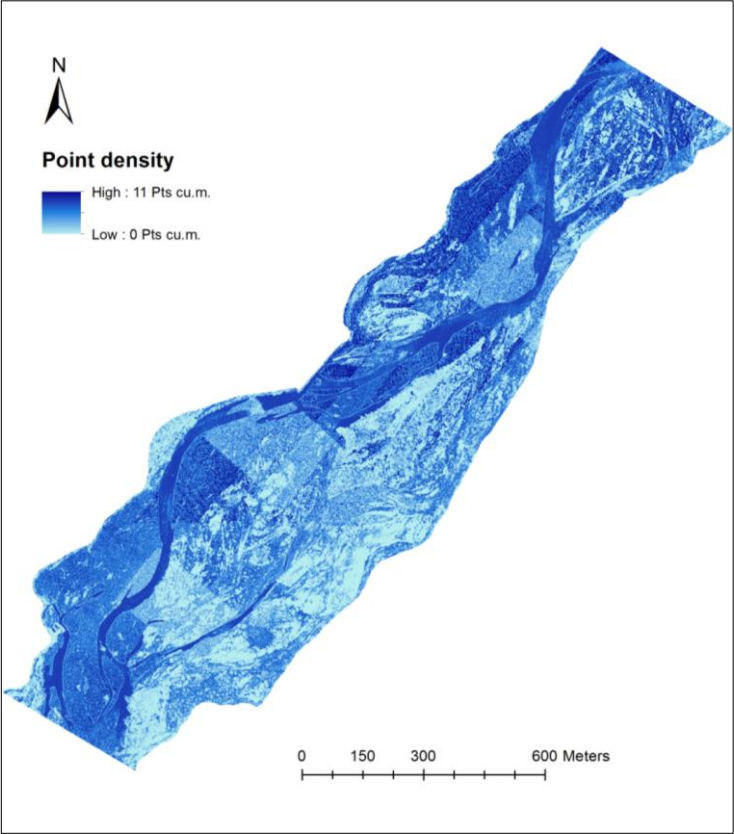 N
Point density
High : 11 Pts cu.m.
Low : 0 Pts cu.m.
0 150 300 600 Meters